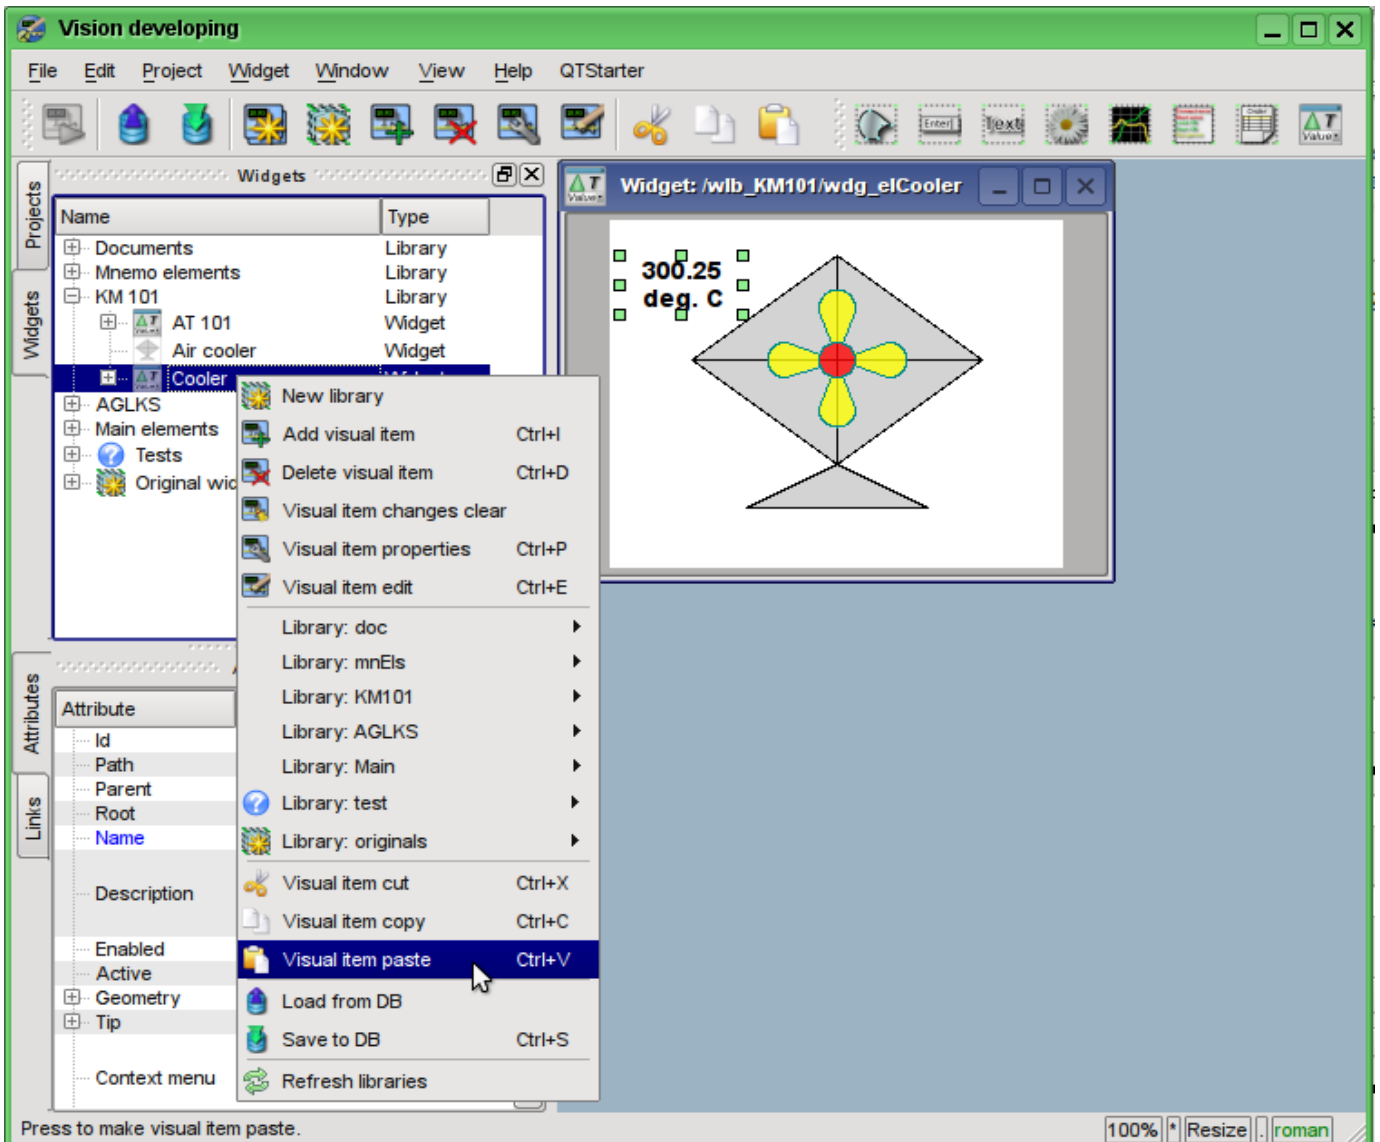 Vision developing
File Edit Project Widget Window View Help QTStarter
Enter Text Values
Projects
Widgets
Widgets
Name Type
Documents Library
Mnemo elements Library
KM 101 Library
AT 101 Widget
Air cooler Widget
Cooler
AGLKS
Main elements
Tests
Original wid
Widget: /wlb_KM101/wdg_elCooler
300.25
deg. C
New library
Add visual item Ctrl+I
Delete visual item Ctrl+D
Visual item changes clear
Visual item properties Ctrl+P
Visual item edit Ctrl+E
Library: doc
Library: mnEls
Library: KM101
Library: AGLKS
Library: Main
Library: test
Library: originals
Visual item cut Ctrl+X
Visual item copy Ctrl+C
Visual item paste Ctrl+V
Load from DB
Save to DB Ctrl+S
Refresh libraries
Attributes
Links
Attribute
Id
Path
Parent
Root
Name
Description
Enabled
Active
Geometry
Tip
Context menu
Press to make visual item paste.
100% * Resize . roman